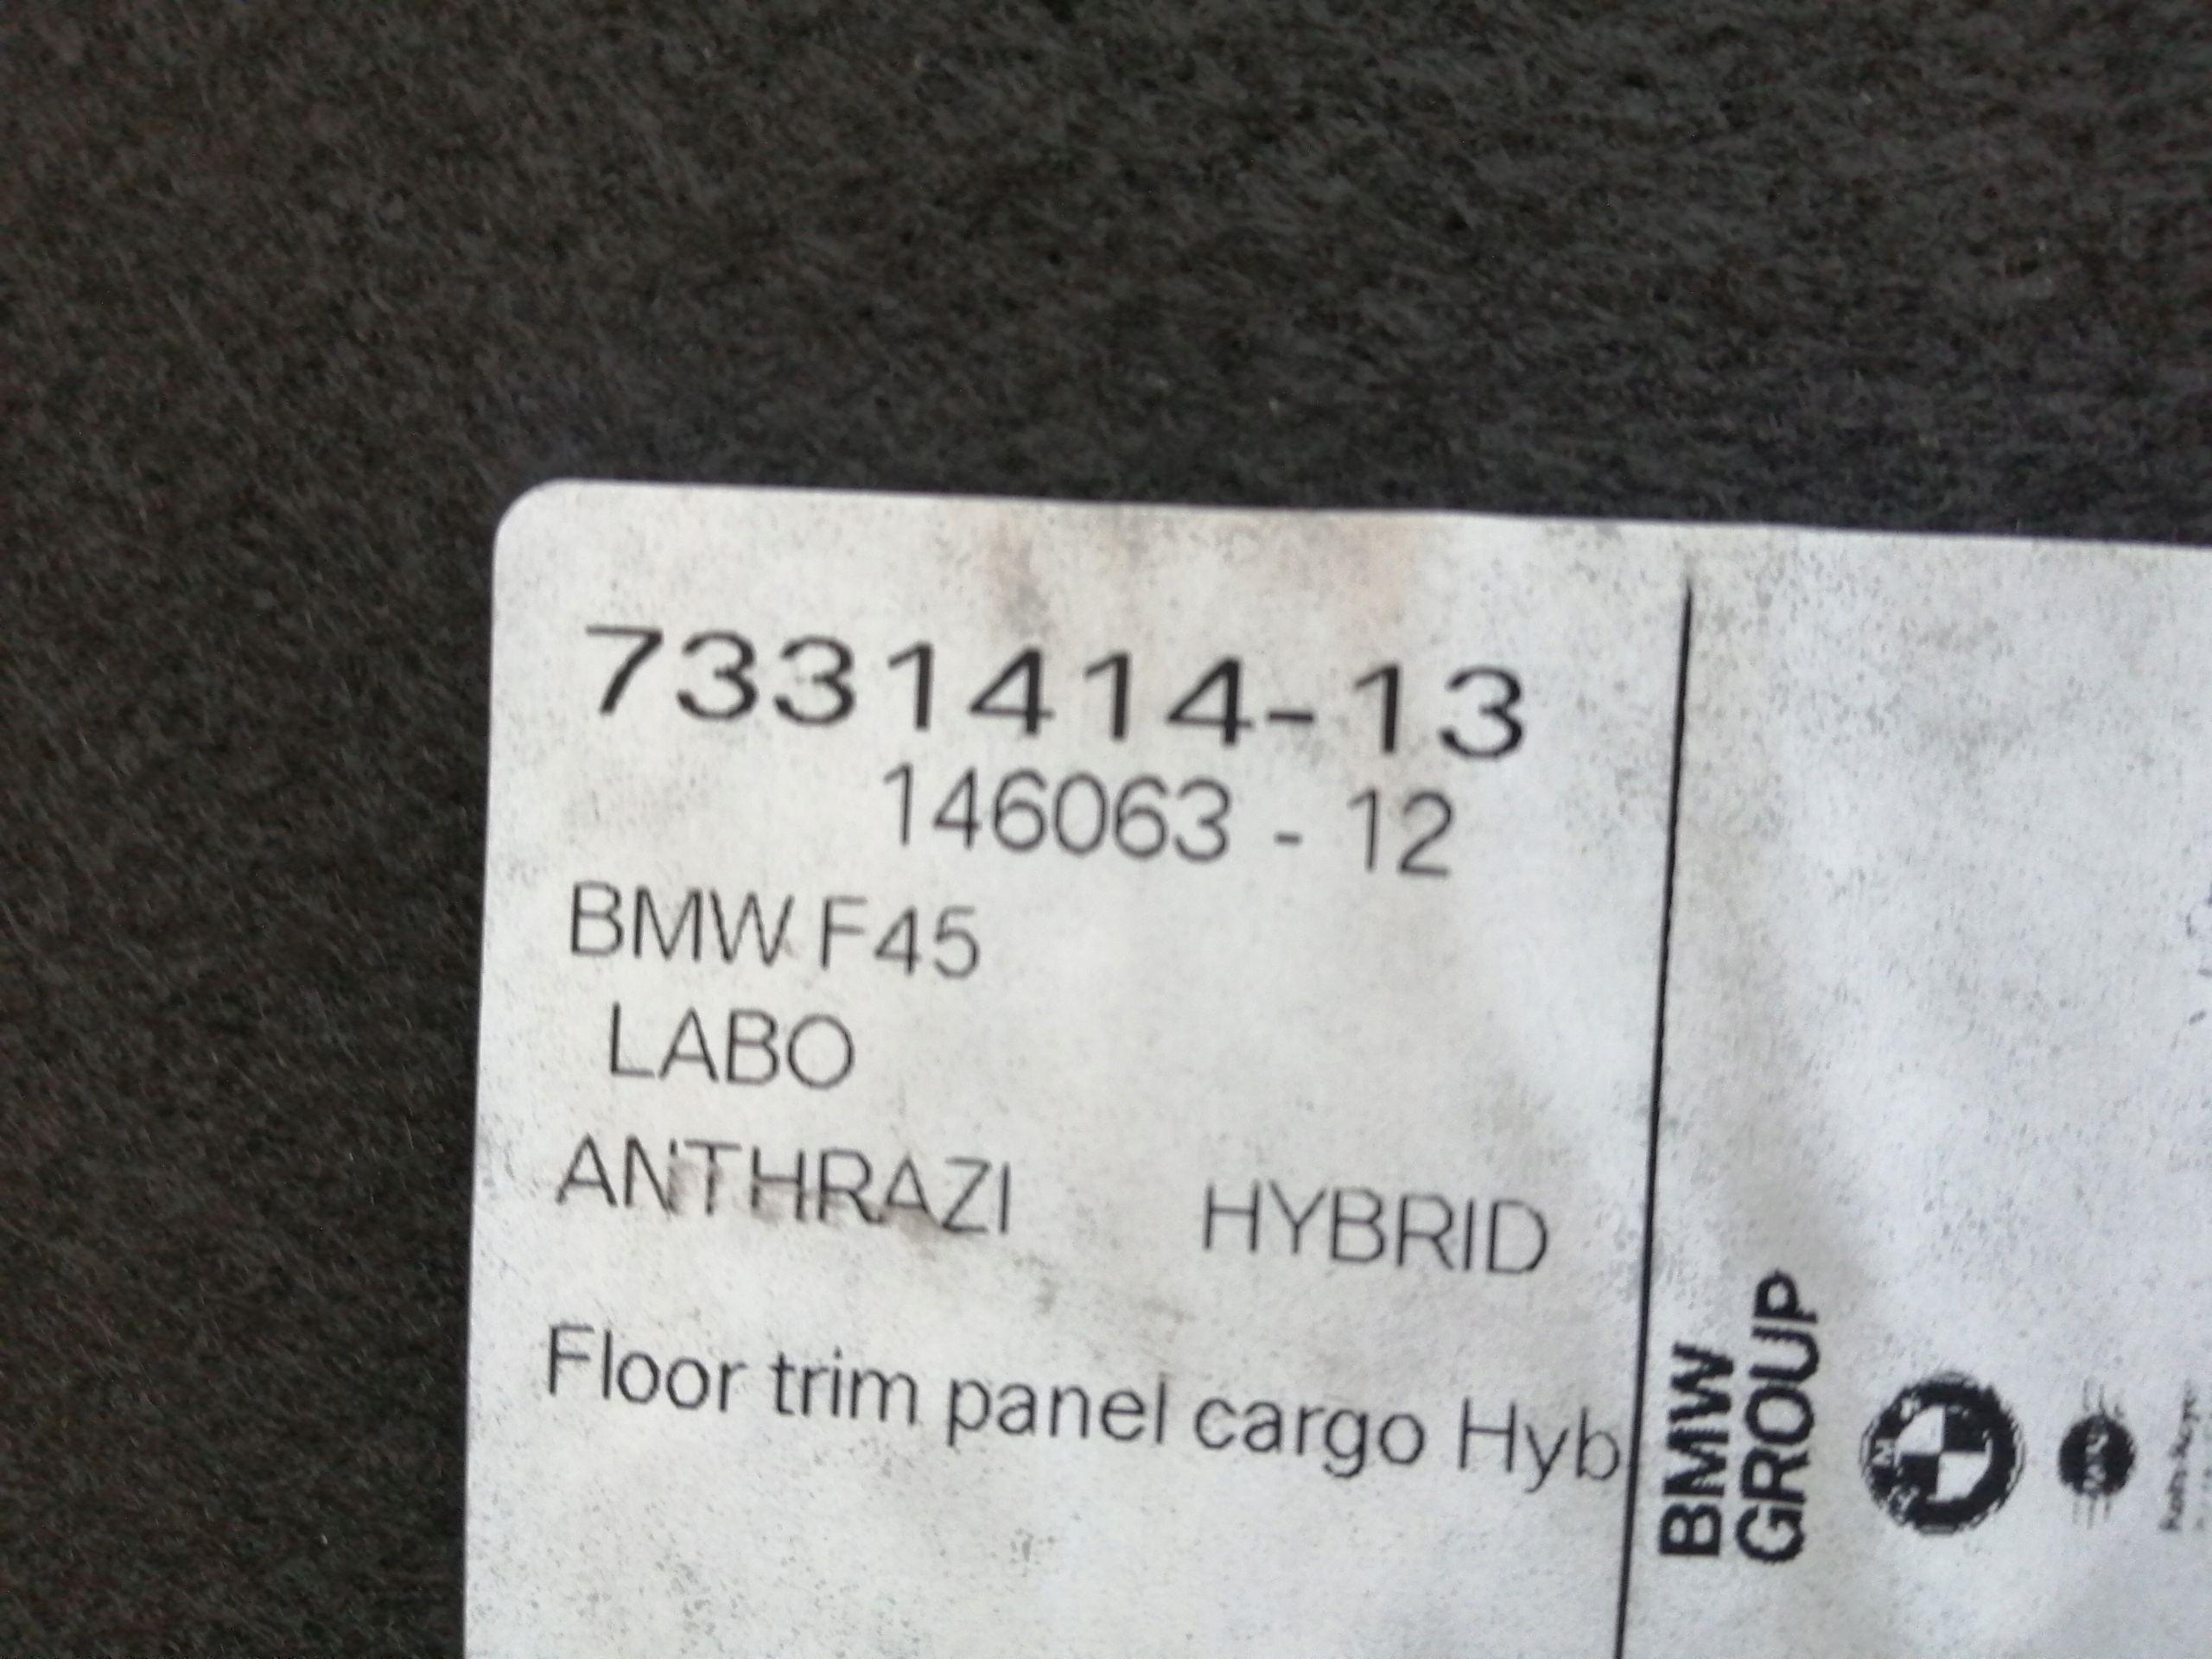 7331414-13
146063 - 12
BMW F45
LABO
ANTHRAZI HYBRID
Floor trim panel cargo Hyb
BMW
GROUP